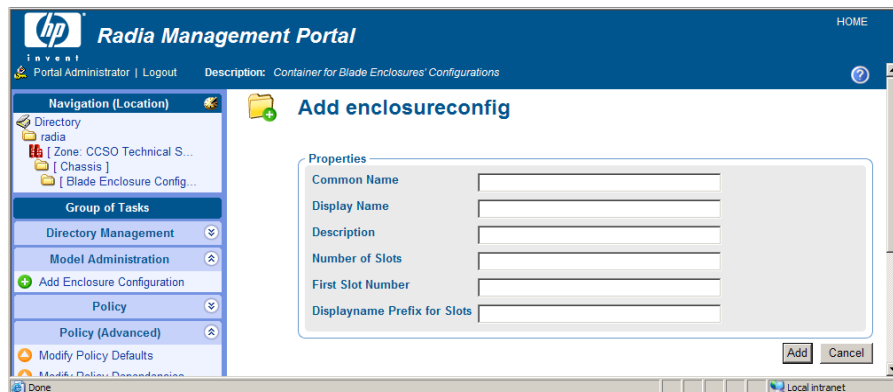 hp
invent
Radia Management Portal
HOME
Portal Administrator | Logout
Description: Container for Blade Enclosures' Configurations
?
Navigation (Location)
Directory
radia
[ Zone: CCSO Technical S...
[ Chassis ]
[ Blade Enclosure Config...
Group of Tasks
Directory Management
Model Administration
Add Enclosure Configuration
Policy
Policy (Advanced)
Modify Policy Defaults
Modify Policy Dependencies
Add enclosureconfig
Properties
Common Name
Display Name
Description
Number of Slots
First Slot Number
Displayname Prefix for Slots
Add Cancel
Done
Local intranet